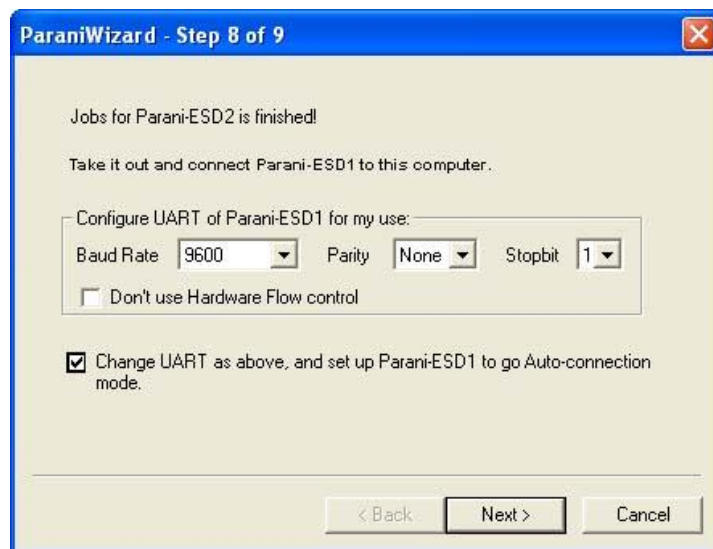 ParaniWizard - Step 8 of 9
Jobs for Parani-ESD2 is finished!
Take it out and connect Parani-ESD1 to this computer.
Configure UART of Parani-ESD1 for my use:
Baud Rate 9600 Parity None Stopbit 1
Don't use Hardware Flow control
Change UART as above, and set up Parani-ESD1 to go Auto-connection
mode.
< Back Next > Cancel